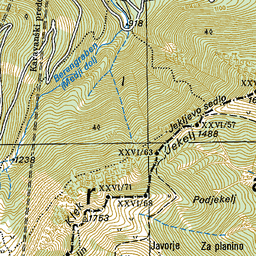 918
Karavanški predo
Bärengraben
(Medji dol)
40
Jekljevo sedlo
XXVI/57
1488
Jekelj
XXVI/63
1238
40
XXVI/71
XXVI/68
Podjekelj
Klek
1753
Javorje
Za planino